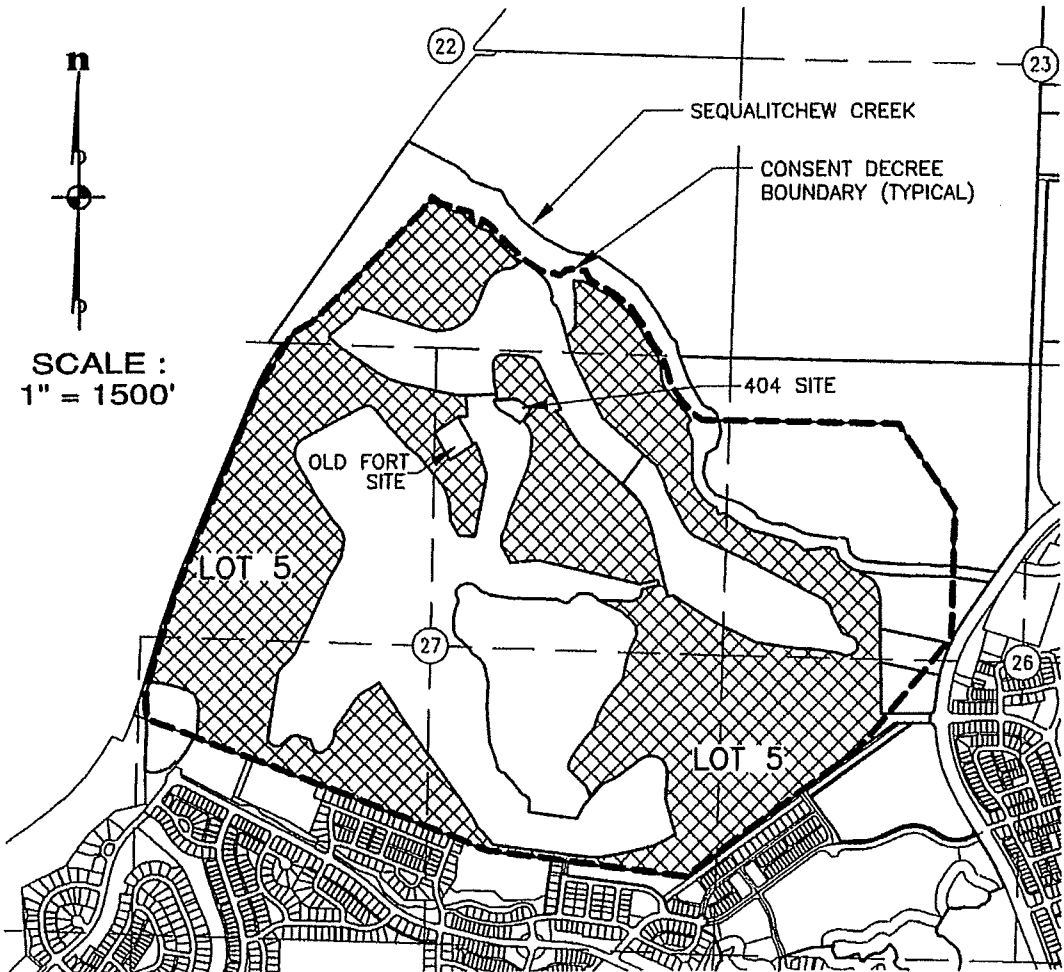 n
22
23
SEQUALITCHEW CREEK
CONSENT DECREE
BOUNDARY (TYPICAL)
SCALE :
1" = 1500'
404 SITE
OLD FORT
SITE
LOT 5
27
26
LOT 5